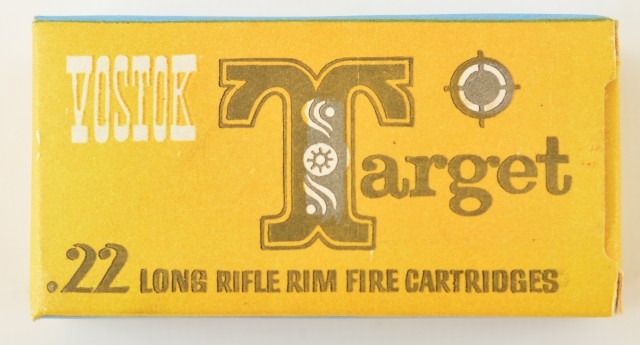 VOSTOK
Target
.22 LONG RIFLE RIM FIRE CARTRIDGES